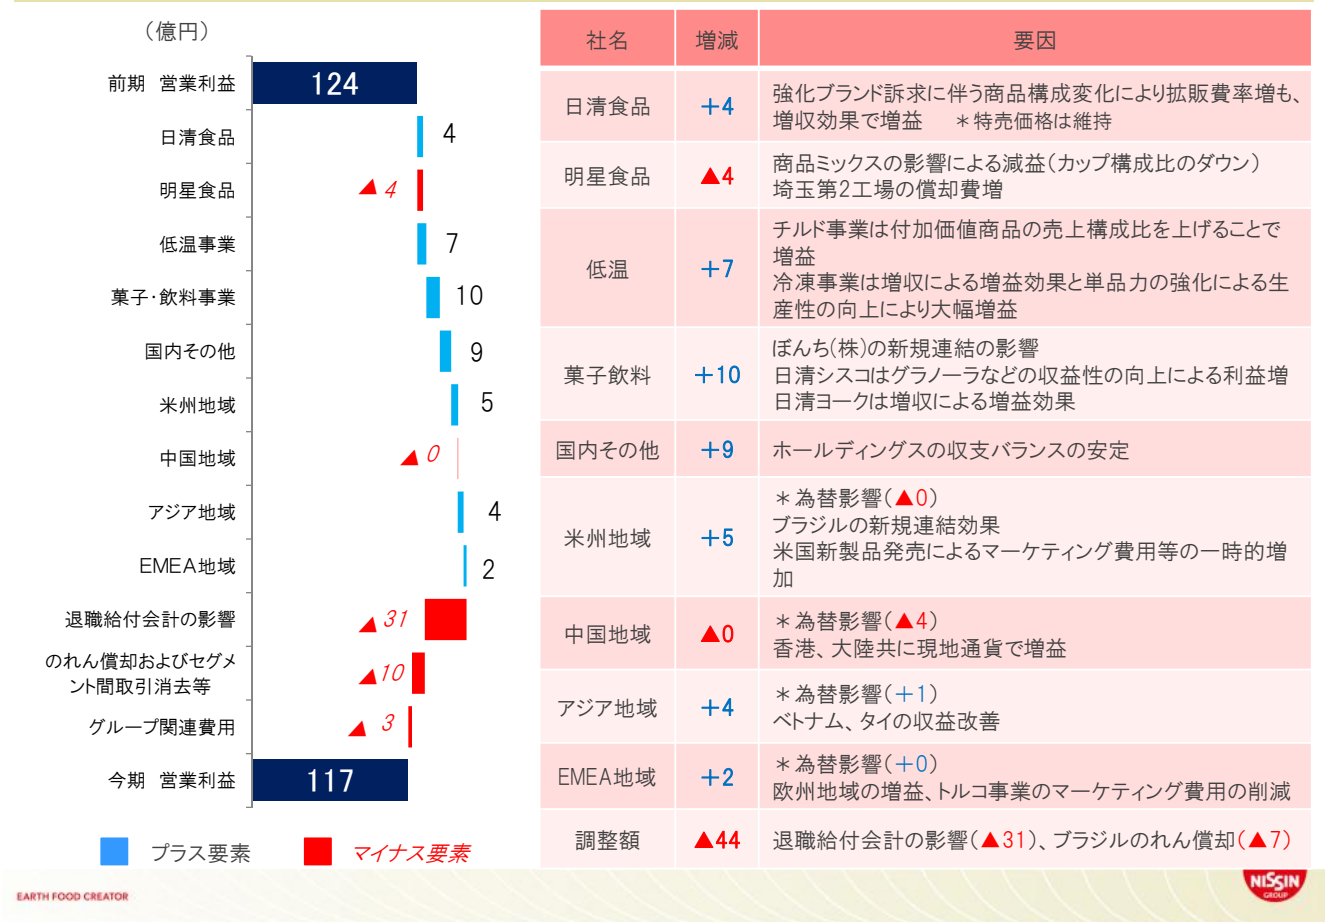 （億円）
前期　営業利益
124
日清食品
4
明星食品
▲ 4
低温事業
7
菓子・飲料事業
10
国内その他
9
米州地域
5
中国地域
▲ 0
アジア地域
4
EMEA地域
2
退職給付会計の影響
▲ 31
のれん償却およびセグメ
ント間取引消去等
▲10
グループ関連費用
▲ 3
今期　営業利益
117
プラス要素
マイナス要素
社名 増減 要因
日清食品 ＋4
強化ブランド訴求に伴う商品構成変化により拡販費率増も、
増収効果で増益　＊特売価格は維持
明星食品 ▲4
商品ミックスの影響による減益（カップ構成比のダウン）
埼玉第2工場の償却費増
低温 ＋7
チルド事業は付加価値商品の売上構成比を上げることで
増益
冷凍事業は増収による増益効果と単品力の強化による生
産性の向上により大幅増益
菓子飲料 ＋10
ぼんち(株)の新規連結の影響
日清シスコはグラノーラなどの収益性の向上による利益増
日清ヨークは増収による増益効果
国内その他 ＋9 ホールディングスの収支バランスの安定
米州地域 ＋5
＊為替影響(▲0)
ブラジルの新規連結効果
米国新製品発売によるマーケティング費用等の一時的増
加
中国地域 ▲0
＊為替影響(▲4)
香港、大陸共に現地通貨で増益
アジア地域 ＋4
＊為替影響(＋1)
ベトナム、タイの収益改善
EMEA地域 ＋2
＊為替影響(＋0)
欧州地域の増益、トルコ事業のマーケティング費用の削減
調整額 ▲44 退職給付会計の影響(▲31)、ブラジルのれん償却(▲7)
EARTH FOOD CREATOR
NISSIN
GROUP